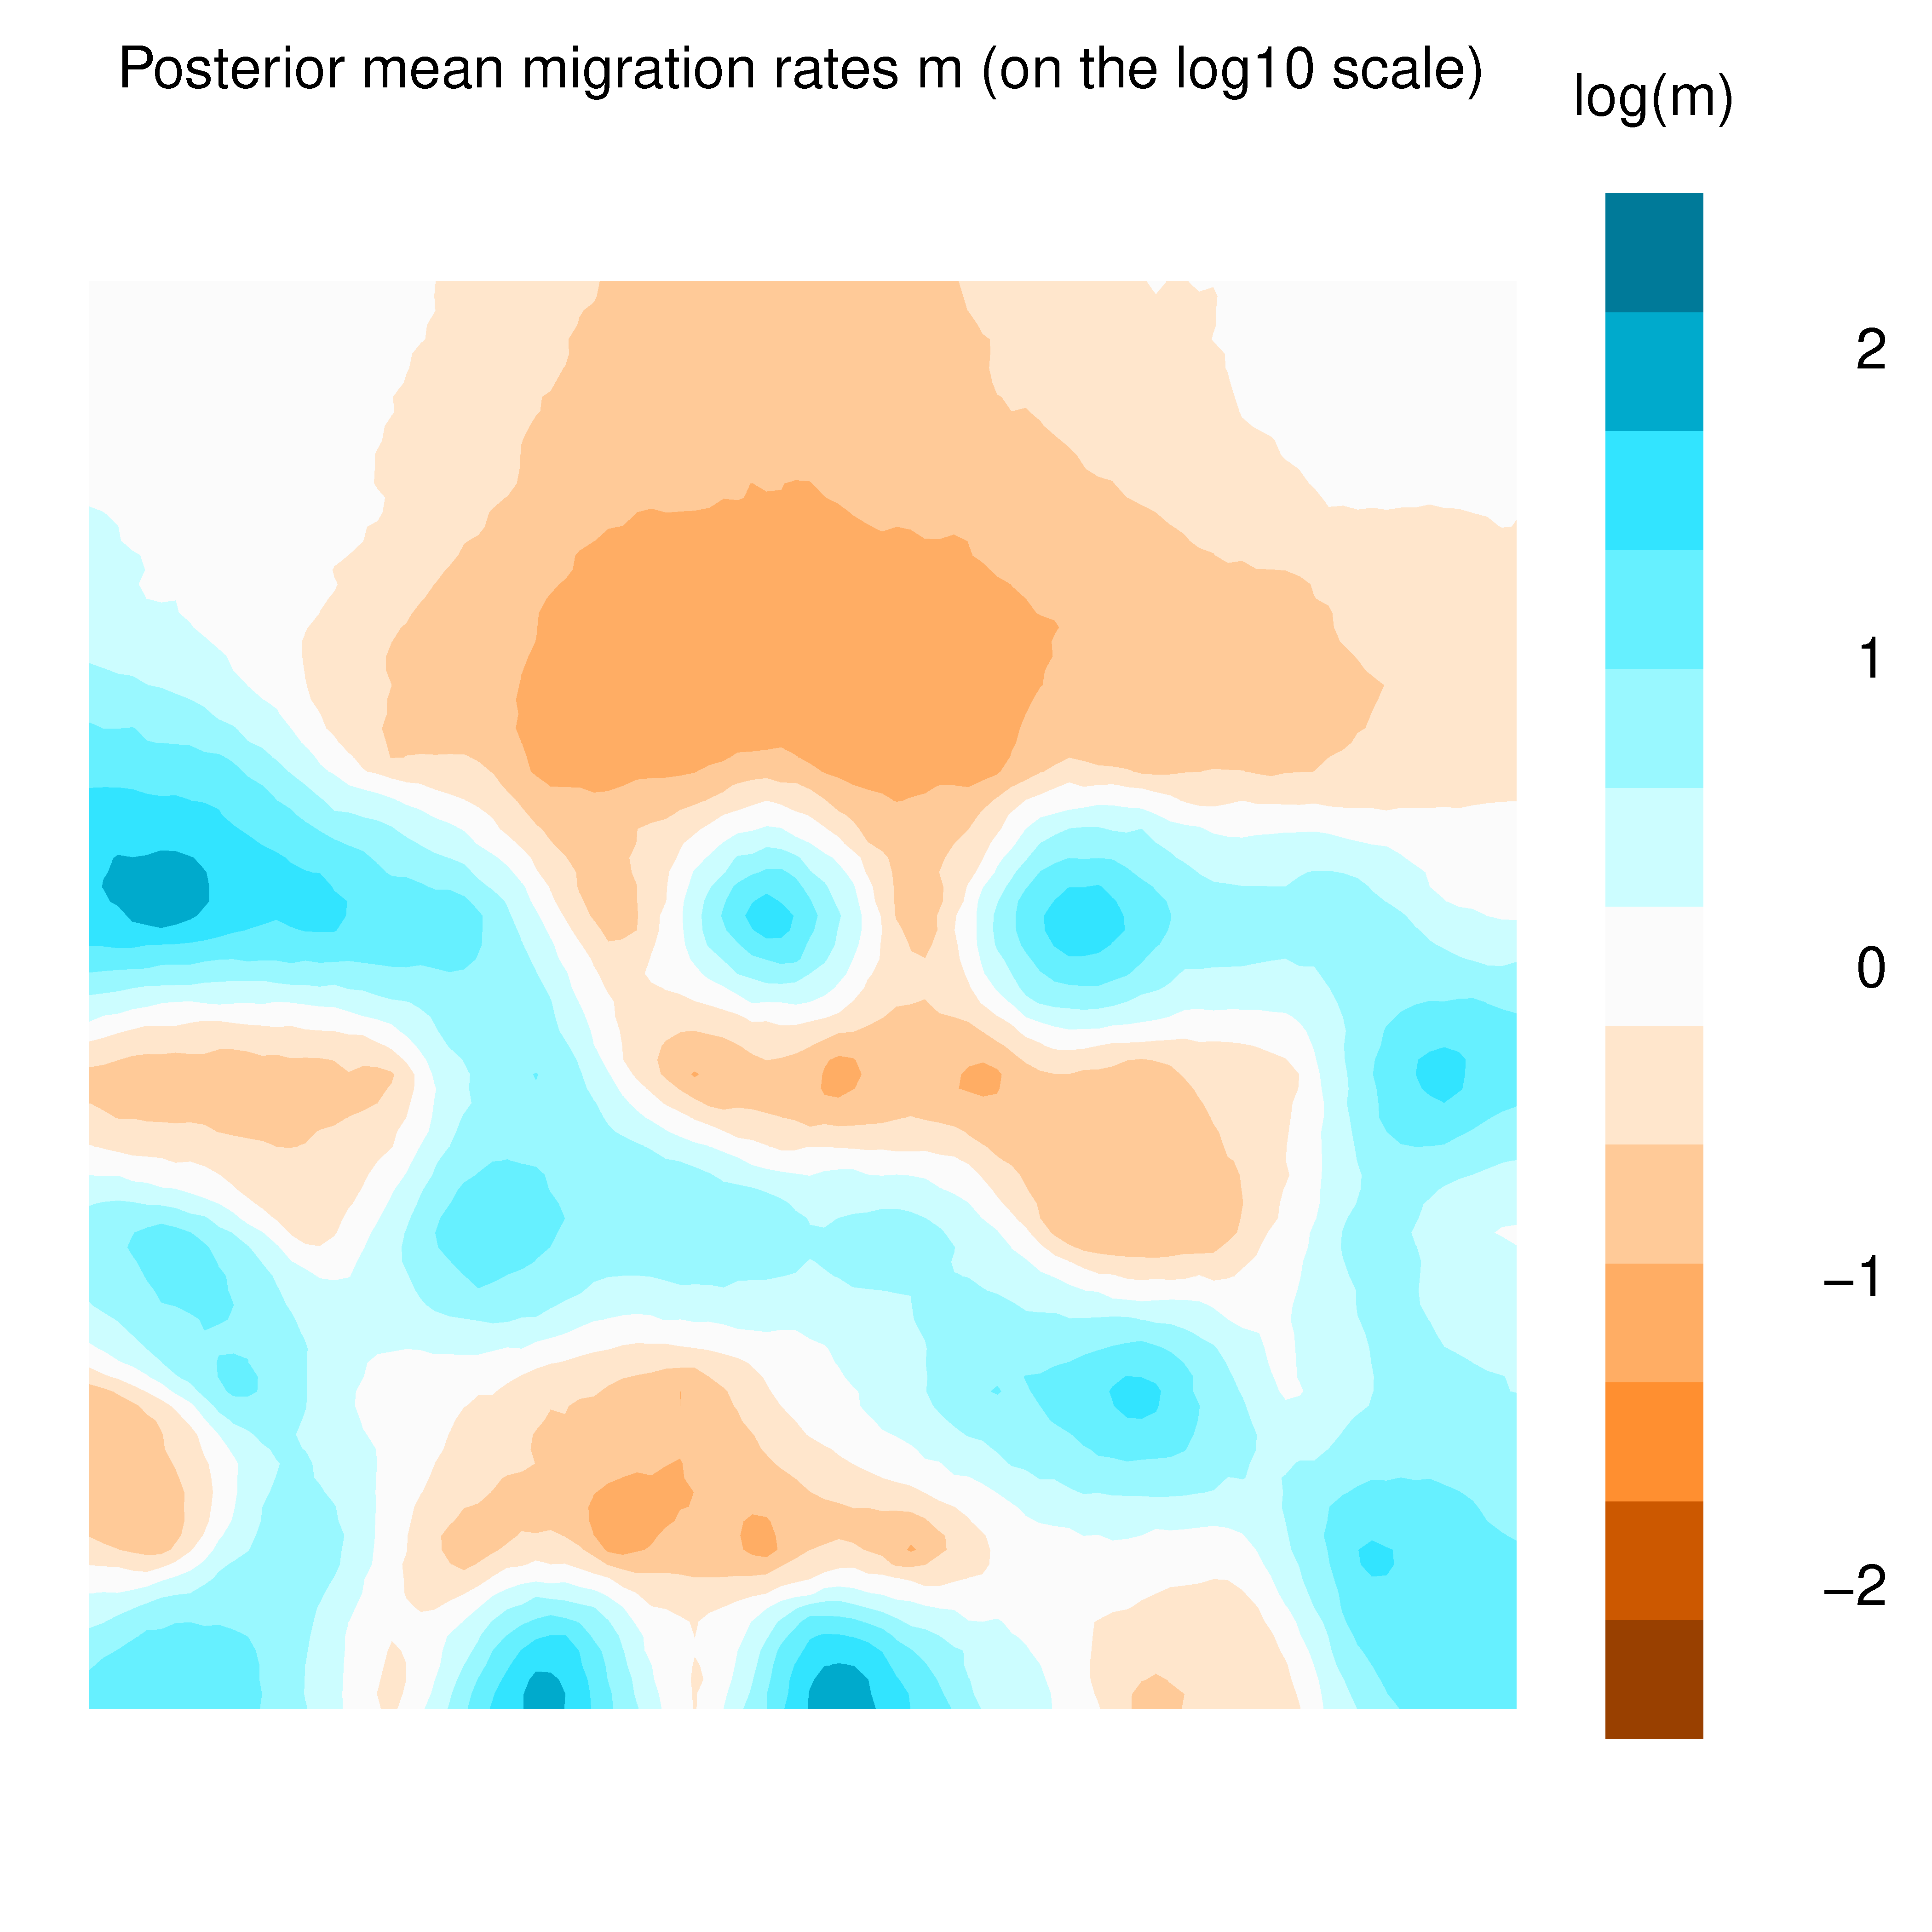 Posterior mean migration rates m (on the log10 scale)
log(m)
2
1
0
−1
−2